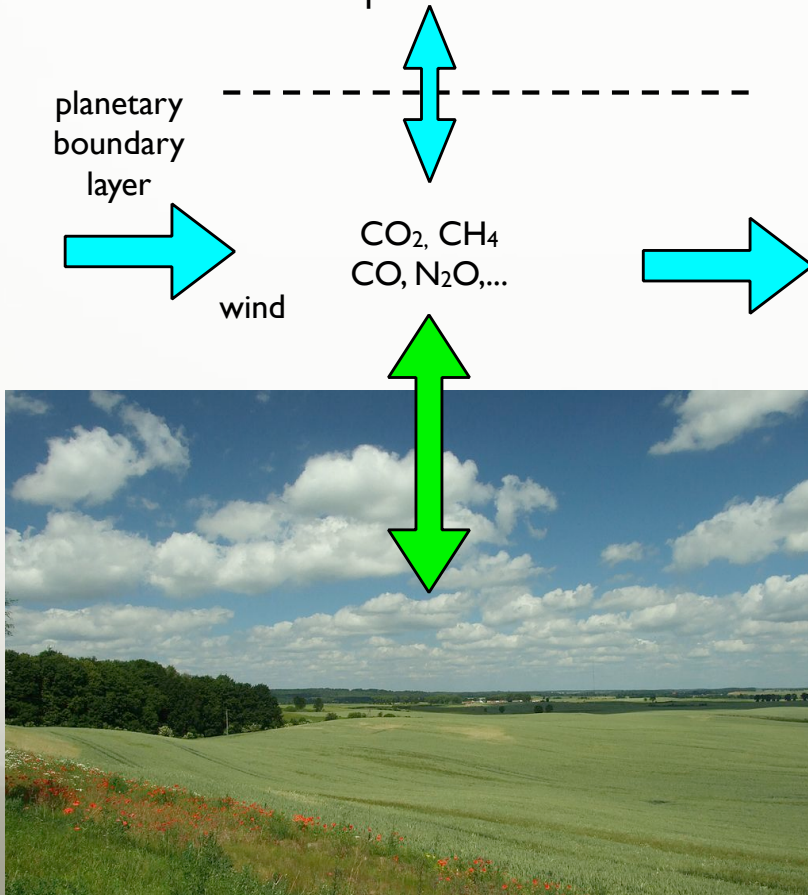 planetary
boundary
layer
CO₂, CH₄
CO, N₂O,...
wind